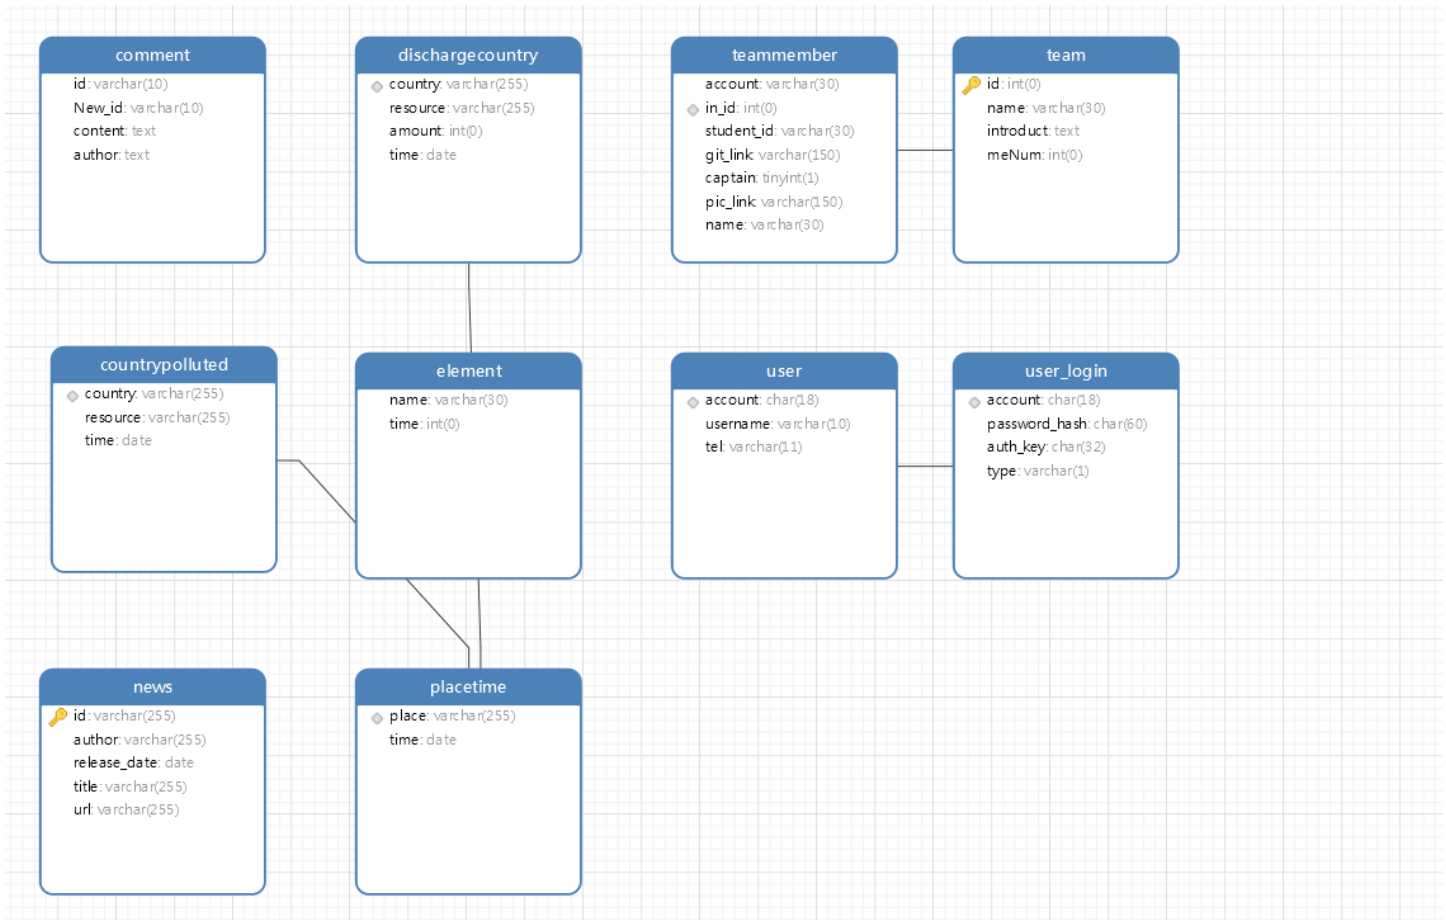 comment
id: varchar(10)
New_id: varchar(10)
content: text
author: text
dischargecountry
country: varchar(255)
resource: varchar(255)
amount: int(0)
time: date
teammember
account: varchar(30)
in_id: int(0)
student_id: varchar(30)
git_link: varchar(150)
captain: tinyint(1)
pic_link: varchar(150)
name: varchar(30)
team
id: int(0)
name: varchar(30)
introduct: text
meNum: int(0)
countrypolluted
country: varchar(255)
resource: varchar(255)
time: date
element
name: varchar(30)
time: int(0)
user
account: char(18)
username: varchar(10)
tel: varchar(11)
user_login
account: char(18)
password_hash: char(60)
auth_key: char(32)
type: varchar(1)
news
id: varchar(255)
author: varchar(255)
release_date: date
title: varchar(255)
url: varchar(255)
placetime
place: varchar(255)
time: date